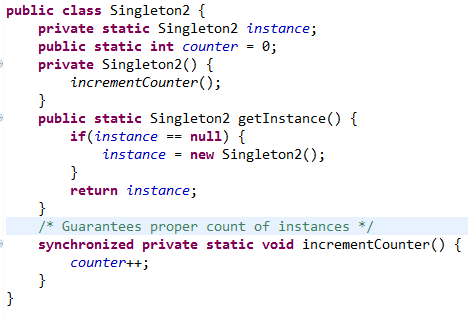 public class Singleton2 {
    private static Singleton2 instance;
    public static int counter = 0;
    private Singleton2() {
        incrementCounter();
    }
    public static Singleton2 getInstance() {
        if(instance == null) {
            instance = new Singleton2();
        }
        return instance;
    }
    /* Guarantees proper count of instances */
    synchronized private static void incrementCounter() {
        counter++;
    }
}